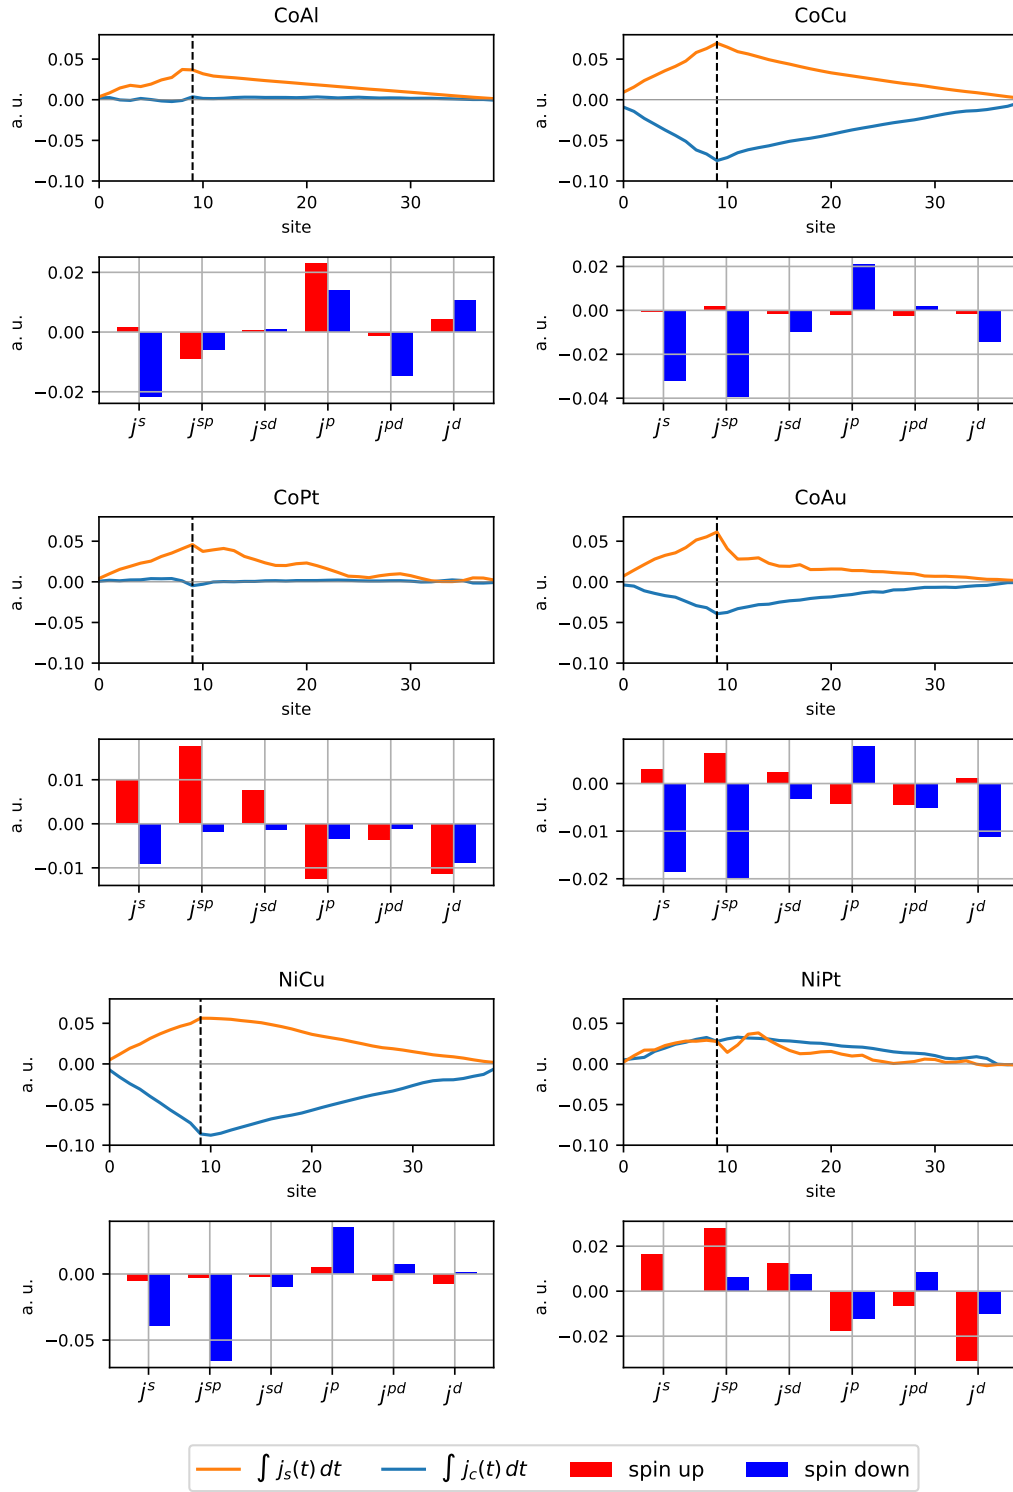 CoAl
0.05
0.00
−0.05
−0.10
a. u.
0 10 20 30
site
0.02
0.00
−0.02
a. u.
j^s j^sp j^sd j^p j^pd j^d
CoCu
0.05
0.00
−0.05
−0.10
a. u.
0 10 20 30
site
0.02
0.00
−0.02
−0.04
a. u.
j^s j^sp j^sd j^p j^pd j^d
CoPt
0.05
0.00
−0.05
−0.10
a. u.
0 10 20 30
site
0.01
0.00
−0.01
a. u.
j^s j^sp j^sd j^p j^pd j^d
CoAu
0.05
0.00
−0.05
−0.10
a. u.
0 10 20 30
site
0.00
−0.01
−0.02
a. u.
j^s j^sp j^sd j^p j^pd j^d
NiCu
0.05
0.00
−0.05
−0.10
a. u.
0 10 20 30
site
0.00
−0.05
a. u.
j^s j^sp j^sd j^p j^pd j^d
NiPt
0.05
0.00
−0.05
−0.10
a. u.
0 10 20 30
site
0.02
0.00
−0.02
a. u.
j^s j^sp j^sd j^p j^pd j^d
∫ j_s(t) dt ∫ j_c(t) dt spin up spin down